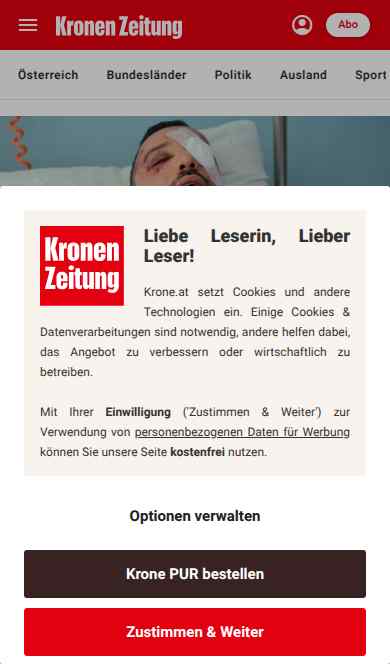 Kronen Zeitung
Abo
Österreich Bundesländer Politik Ausland Sport
Kronen
Zeitung
Liebe Leserin, Lieber
Leser!
Krone.at setzt Cookies und andere
Technologien ein. Einige Cookies &
Datenverarbeitungen sind notwendig, andere helfen dabei,
das Angebot zu verbessern oder wirtschaftlich zu
betreiben.
Mit Ihrer Einwilligung ('Zustimmen & Weiter') zur
Verwendung von personenbezogenen Daten für Werbung
können Sie unsere Seite kostenfrei nutzen.
Optionen verwalten
Krone PUR bestellen
Zustimmen & Weiter